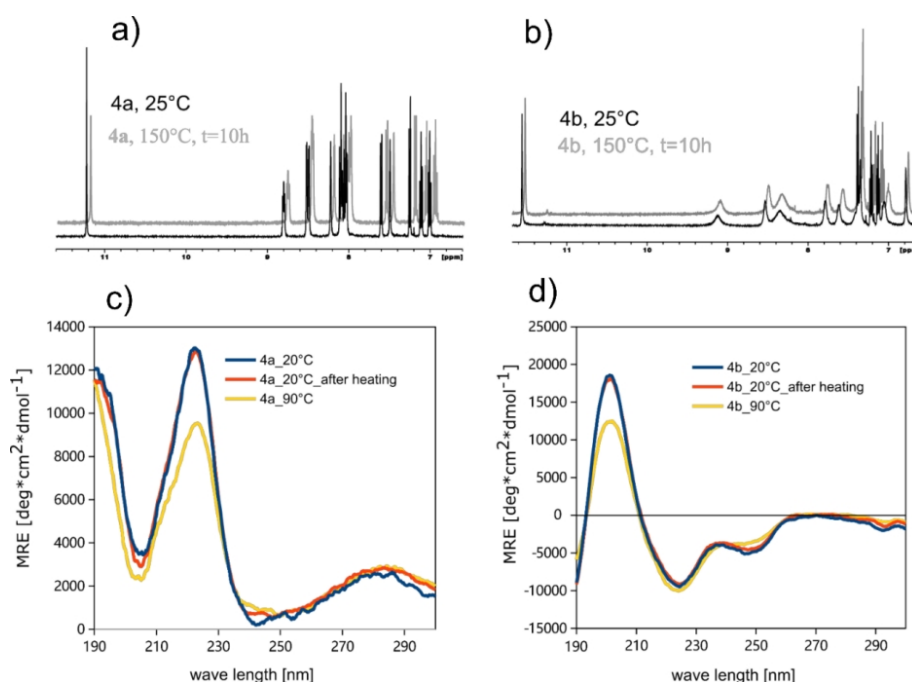 a)
4a, 25°C
4a, 150°C, t=10h
11 10 9 8 7 [ppm]
b)
4b, 25°C
4b, 150°C, t=10h
11 10 9 8 7 [ppm]
c)
14000
12000
10000
8000
6000
4000
2000
0
MRE [deg*cm2*dmol-1]
4a_20°C
4a_20°C_after heating
4a_90°C
190 210 230 250 270 290
wave length [nm]
d)
25000
20000
15000
10000
5000
0
-5000
-10000
-15000
MRE [deg*cm2*dmol-1]
4b_20°C
4b_20°C_after heating
4b_90°C
190 210 230 250 270 290
wave length [nm]